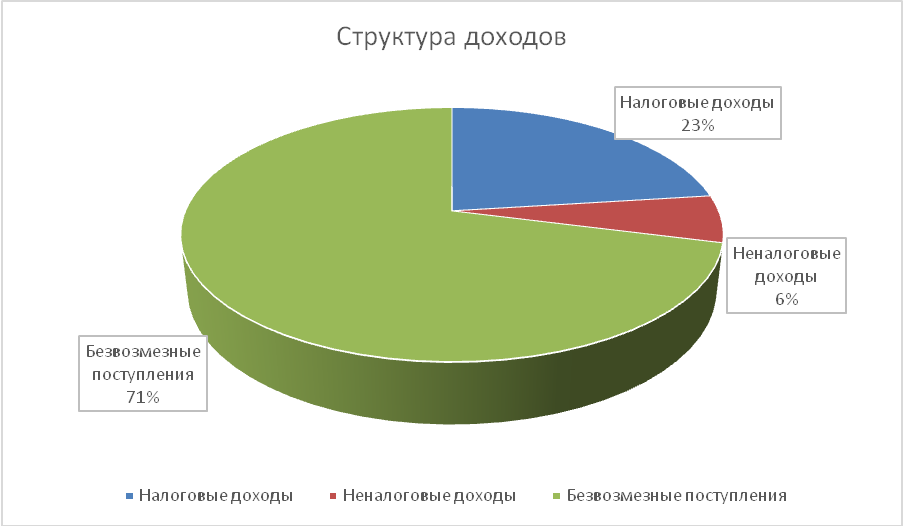 Структура доходов
Налоговые доходы
23%
Неналоговые
доходы
6%
Безвозмезные
поступления
71%
Налоговые доходы
Неналоговые доходы
Безвозмезные поступления